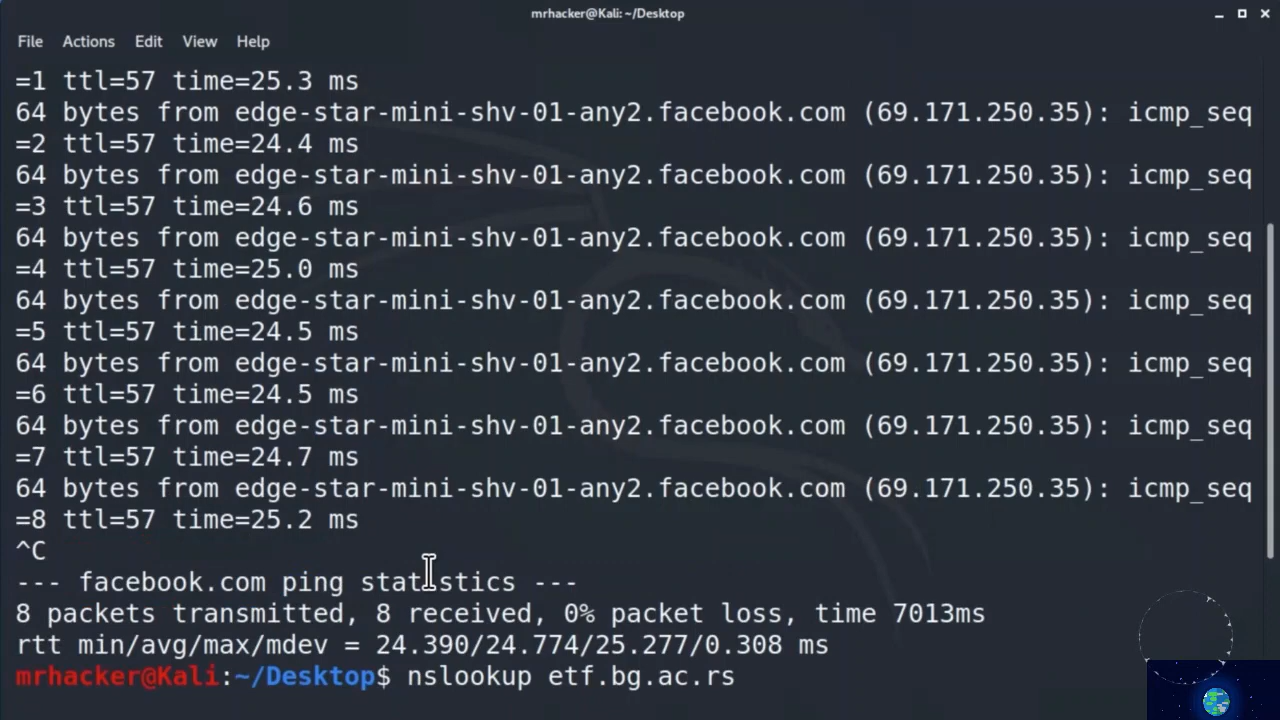 mrhacker@Kali: ~/Desktop
File Actions Edit View Help
=1 ttl=57 time=25.3 ms
64 bytes from edge-star-mini-shv-01-any2.facebook.com (69.171.250.35): icmp_seq
=2 ttl=57 time=24.4 ms
64 bytes from edge-star-mini-shv-01-any2.facebook.com (69.171.250.35): icmp_seq
=3 ttl=57 time=24.6 ms
64 bytes from edge-star-mini-shv-01-any2.facebook.com (69.171.250.35): icmp_seq
=4 ttl=57 time=25.0 ms
64 bytes from edge-star-mini-shv-01-any2.facebook.com (69.171.250.35): icmp_seq
=5 ttl=57 time=24.5 ms
64 bytes from edge-star-mini-shv-01-any2.facebook.com (69.171.250.35): icmp_seq
=6 ttl=57 time=24.5 ms
64 bytes from edge-star-mini-shv-01-any2.facebook.com (69.171.250.35): icmp_seq
=7 ttl=57 time=24.7 ms
64 bytes from edge-star-mini-shv-01-any2.facebook.com (69.171.250.35): icmp_seq
=8 ttl=57 time=25.2 ms
^C
--- facebook.com ping statistics ---
8 packets transmitted, 8 received, 0% packet loss, time 7013ms
rtt min/avg/max/mdev = 24.390/24.774/25.277/0.308 ms
mrhacker@Kali:~/Desktop$ nslookup etf.bg.ac.rs